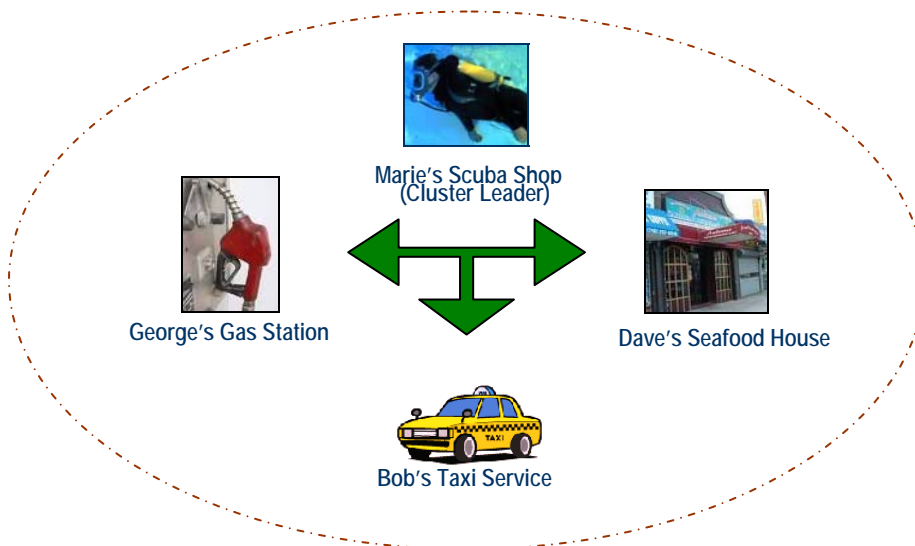 Marie's Scuba Shop
(Cluster Leader)
George's Gas Station
Dave's Seafood House
TAXI
Bob's Taxi Service